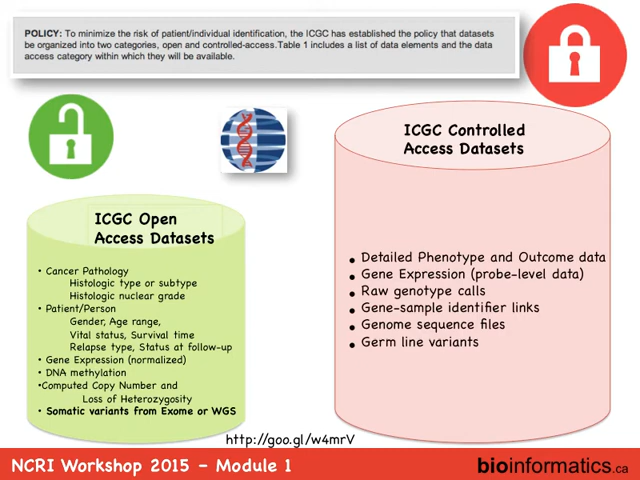 POLICY: To minimize the risk of patient/individual identification, the ICGC has established the policy that datasets
be organized into two categories, open and controlled-access.Table 1 includes a list of data elements and the data
access category within which they will be available.
ICGC Controlled
Access Datasets
ICGC Open
Access Datasets
• Detailed Phenotype and Outcome data
• Gene Expression (probe-level data)
• Raw genotype calls
• Gene-sample identifier links
• Genome sequence files
• Germ line variants
• Cancer Pathology
Histologic type or subtype
Histologic nuclear grade
• Patient/Person
Gender, Age range,
Vital status, Survival time
Relapse type, Status at follow-up
• Gene Expression (normalized)
• DNA methylation
•Computed Copy Number and
Loss of Heterozygosity
• Somatic variants from Exome or WGS
http://goo.gl/w4mrV
NCRI Workshop 2015 – Module 1
bioinformatics.ca